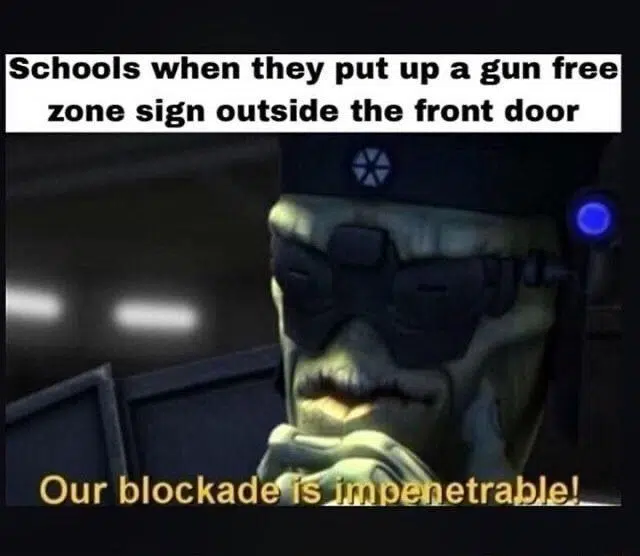 Schools when they put up a gun free
zone sign outside the front door
Our blockade is impenetrable!